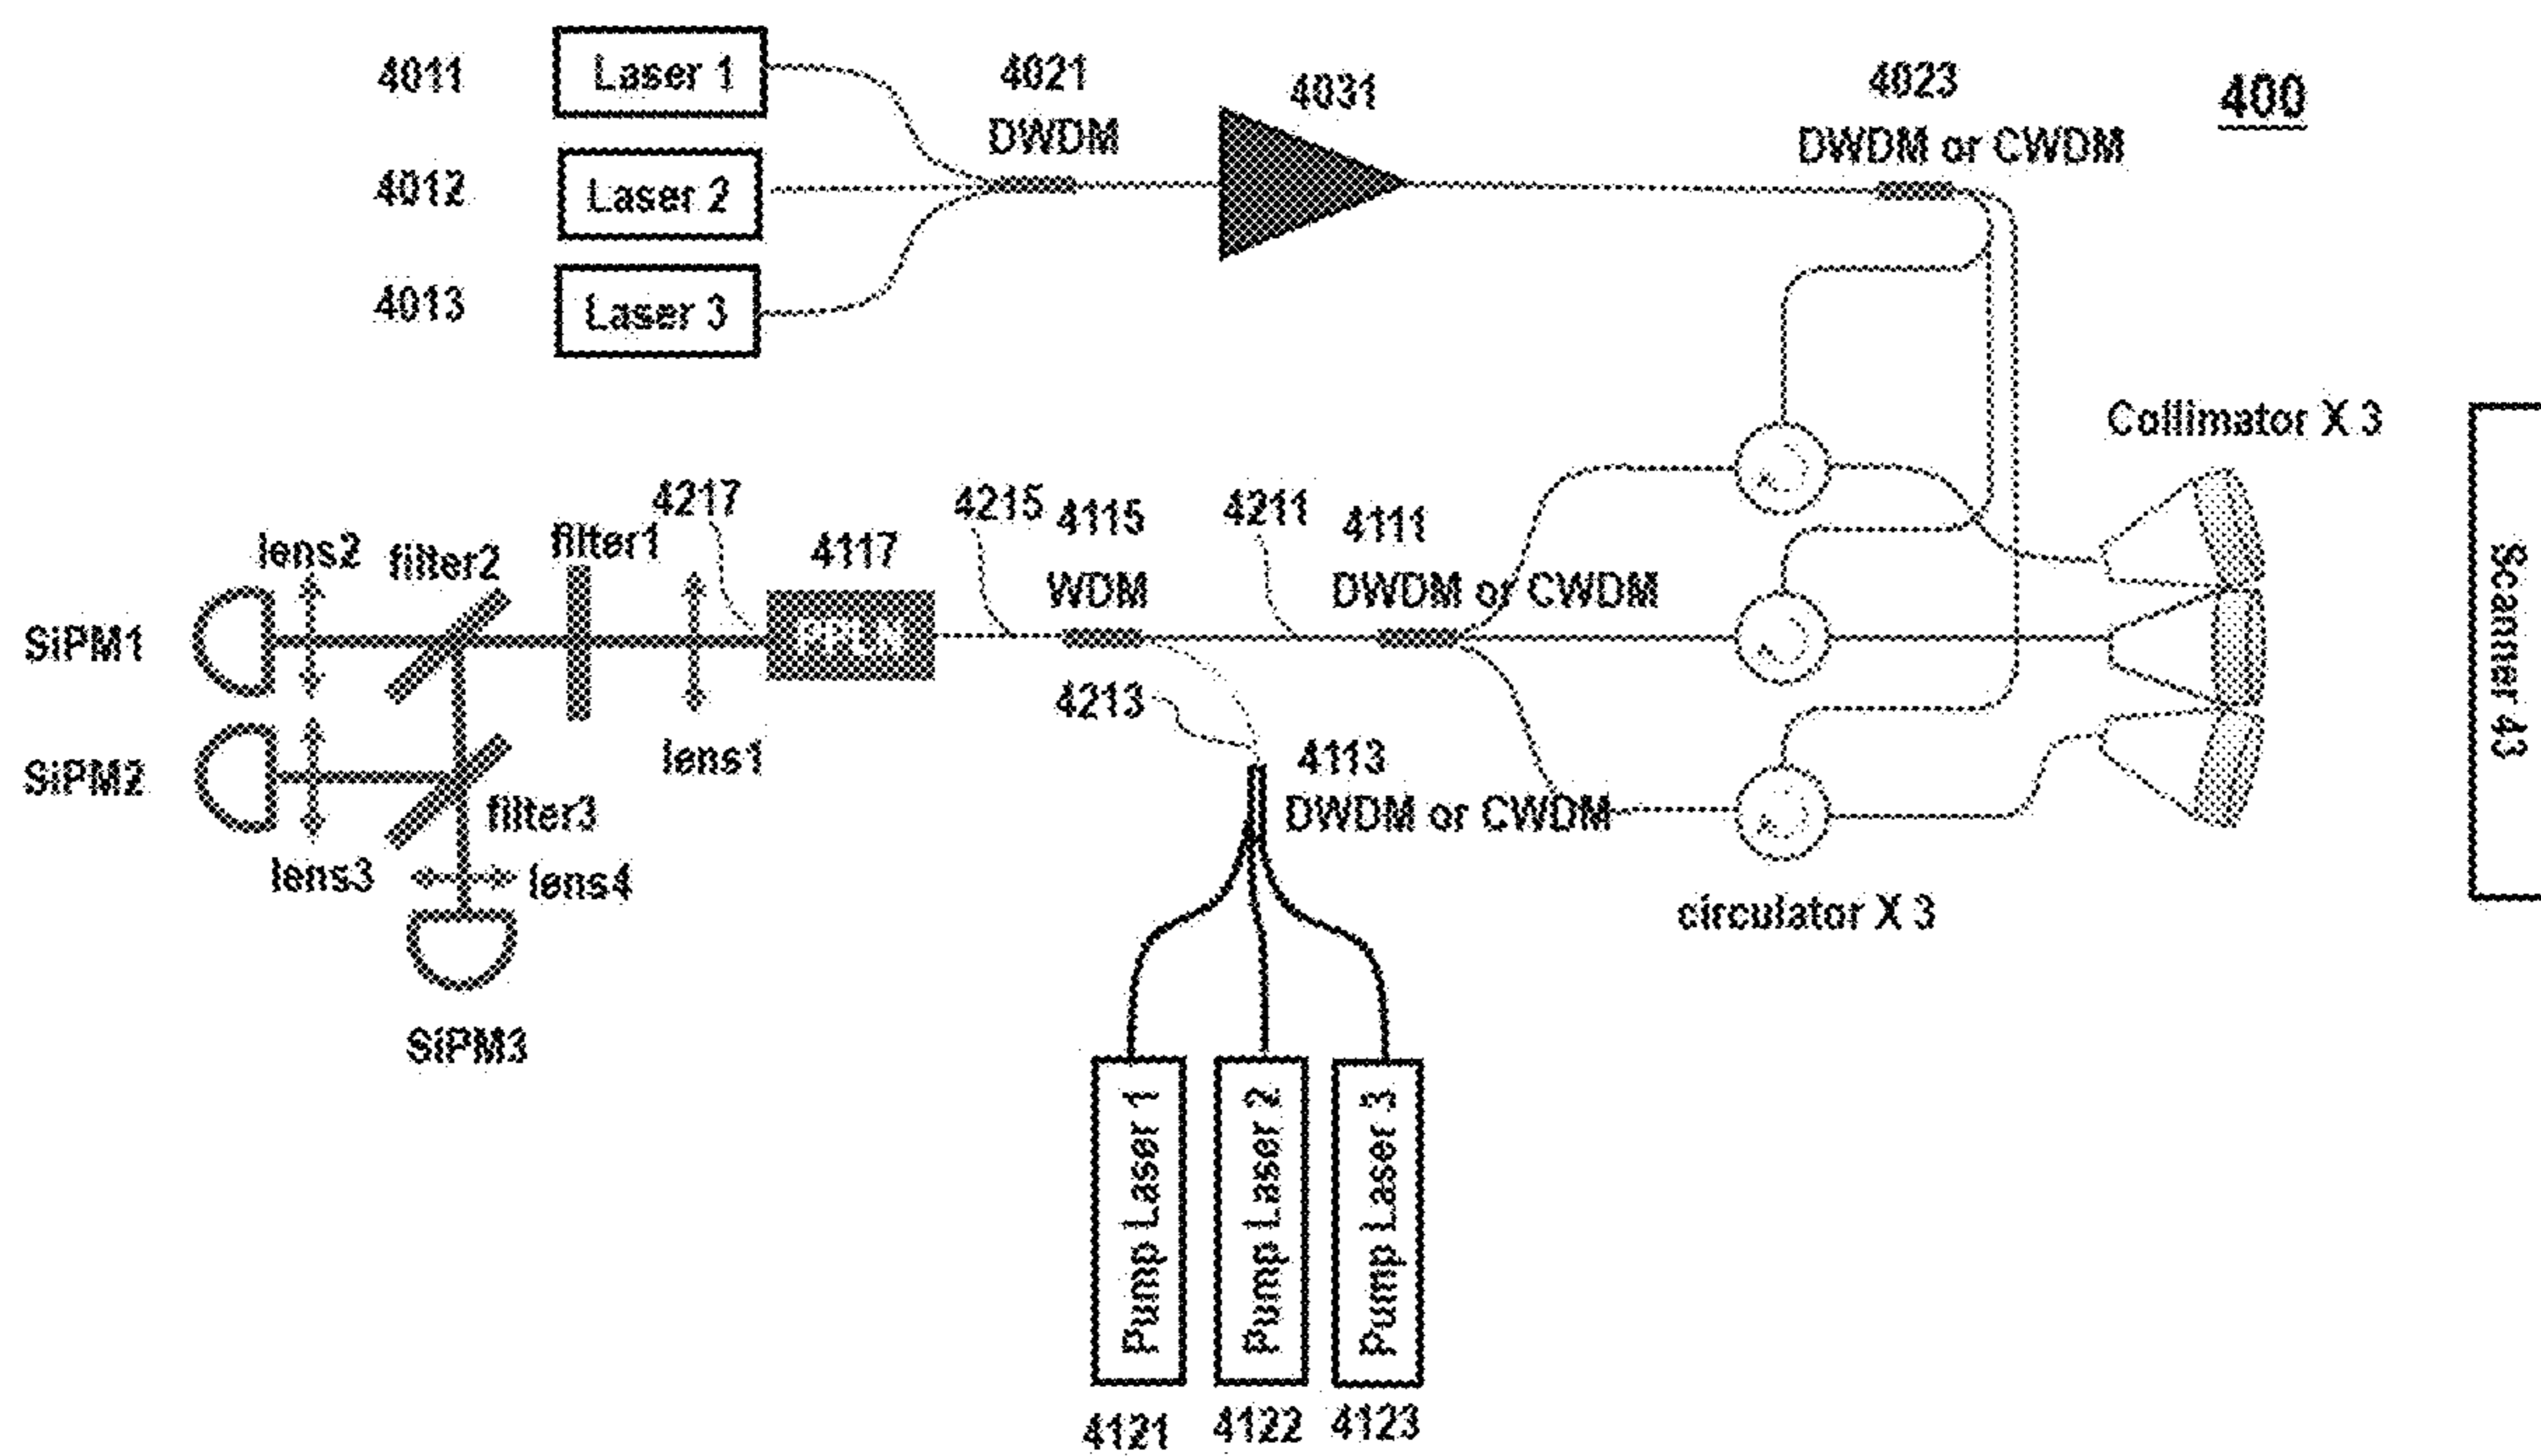 4011
Laser 1
4021
DWDM
4031
4023
DWDM or CWDM
400
4012
Laser 2
4013
Laser 3
Collimator X 3
Scanner 43
4217
4215
4115
WDM
4211
4111
DWDM or CWDM
lens2
filter2
filter1
4117
PPLN
SiPM1
4213
lens1
SiPM2
4113
DWDM or CWDM
filter3
lens3
lens4
circulator X 3
SiPM3
Pump Laser 1
Pump Laser 2
Pump Laser 3
4121
4122
4123